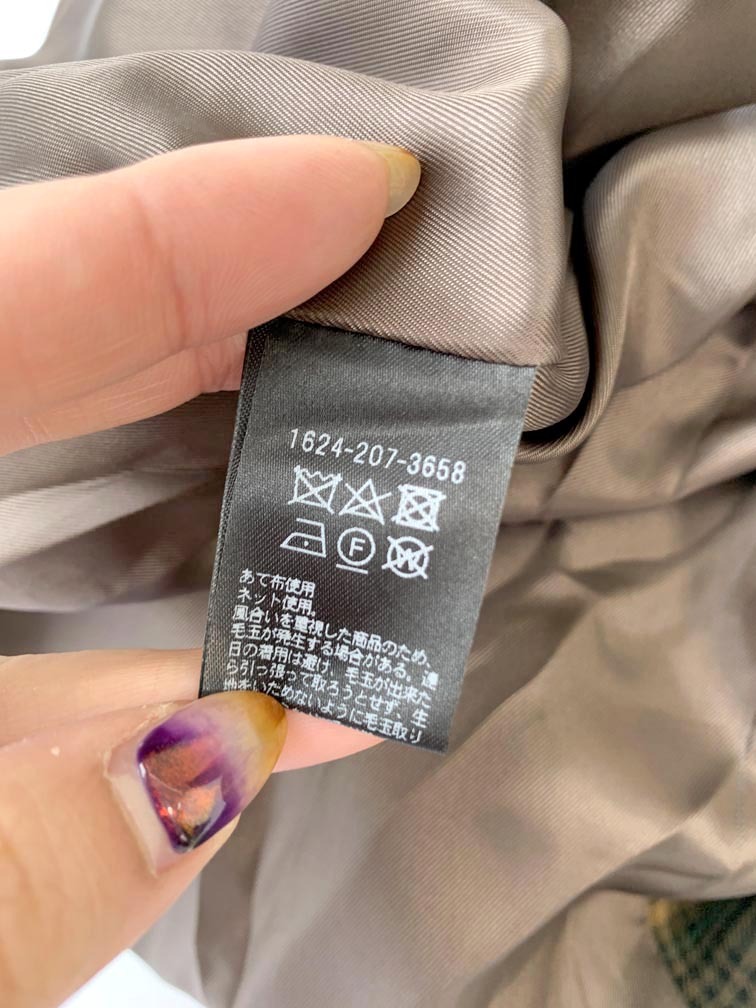 1624-207-3658
F
W
あて布使用
ネット使用。
風合いを重視した商品のため、
毛玉が発生する場合がある。連
日の着用は避け、毛玉が出来た
ら引っ張って取ろうとせず、生
地をいためないように毛玉取り